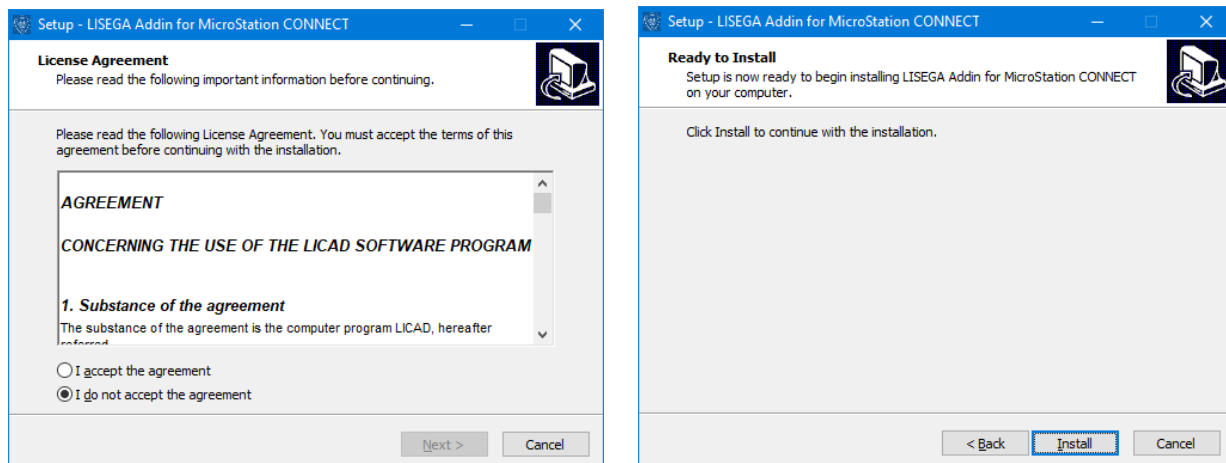 Setup - LISEGA Addin for MicroStation CONNECT
License Agreement
Please read the following important information before continuing.
Please read the following License Agreement. You must accept the terms of this
agreement before continuing with the installation.
AGREEMENT
CONCERNING THE USE OF THE LICAD SOFTWARE PROGRAM
1. Substance of the agreement
The substance of the agreement is the computer program LICAD, hereafter
referred
I accept the agreement
I do not accept the agreement
Next >
Cancel
Setup - LISEGA Addin for MicroStation CONNECT
Ready to Install
Setup is now ready to begin installing LISEGA Addin for MicroStation CONNECT
on your computer.
Click Install to continue with the installation.
< Back
Install
Cancel